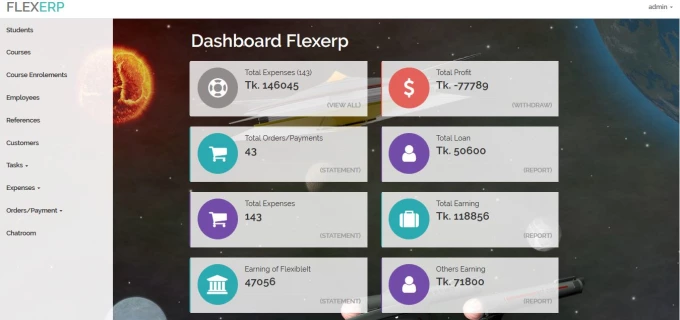 FLEXERP
admin
Students
Courses
Course Enrolements
Employees
References
Customers
Tasks
Expenses
Orders/Payment
Chatroom
Dashboard Flexerp
Total Expenses (143)
Tk. 146045
(VIEW ALL)
Total Profit
Tk. -77789
(WITHDRAW)
Total Orders/Payments
43
(STATEMENT)
Total Loan
Tk. 50600
(REPORT)
Total Expenses
143
(STATEMENT)
Total Earning
Tk. 118856
(REPORT)
Earning of FlexibleIt
47056
(STATEMENT)
Others Earning
Tk. 71800
(REPORT)